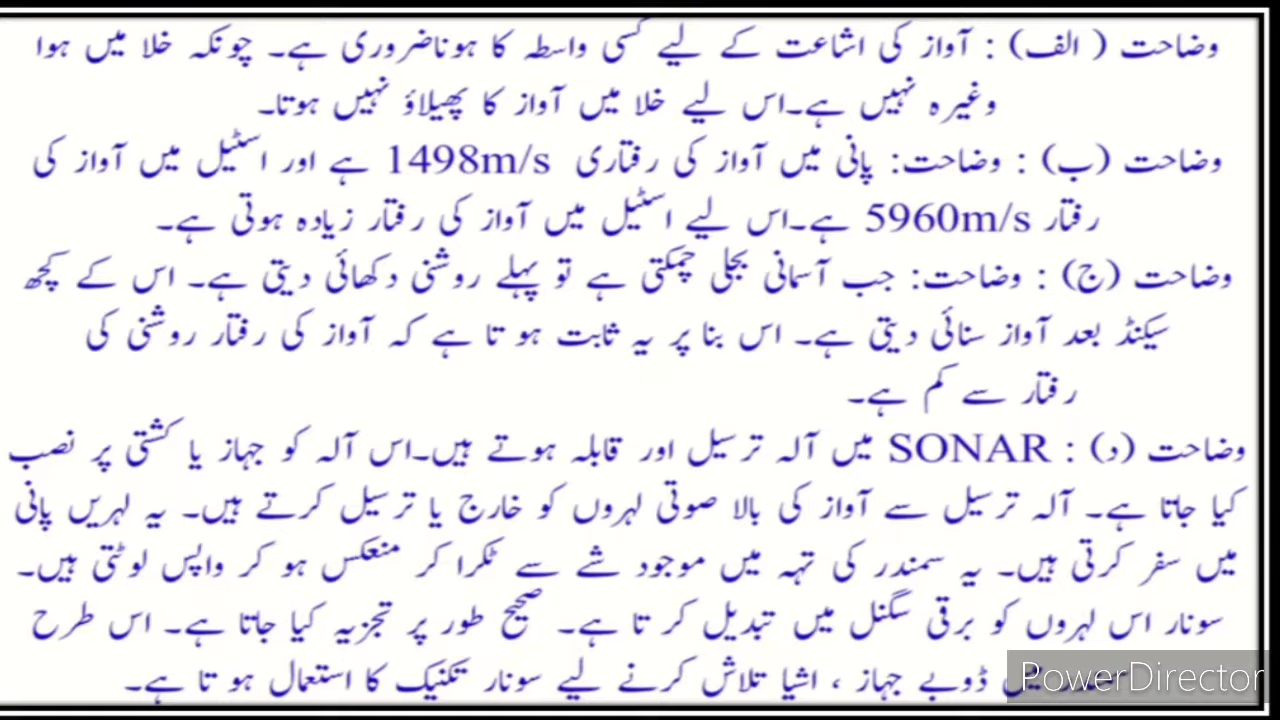 وضاحت ( الف) : آواز کی اشاعت کے لیے کسی واسطہ کا ہوناضروری ہے۔ چونکہ خلا میں ہوا
وغیرہ نہیں ہے۔اس لیے خلا میں آواز کا پھیلاؤ نہیں ہوتا۔
وضاحت (ب) : وضاحت: پانی میں آواز کی رفتاری 1498m/s ہے اور اسٹیل میں آواز کی
رفتار 5960m/s ہے۔اس لیے اسٹیل میں آواز کی رفتار زیادہ ہوتی ہے۔
وضاحت (ج) : وضاحت: جب آسمانی بجلی چمکتی ہے تو پہلے روشنی دکھائی دیتی ہے۔ اس کے کچھ
سیکنڈ بعد آواز سنائی دیتی ہے۔ اس بنا پر یہ ثابت ہو تا ہے کہ آواز کی رفتار روشنی کی
رفتار سے کم ہے۔
وضاحت (د) : SONAR میں آلہ ترسیل اور قابلہ ہوتے ہیں۔اس آلہ کو جہاز یا کشتی پر نصب
کیا جاتا ہے۔ آلہ ترسیل سے آواز کی بالا صوتی لہروں کو خارج یا ترسیل کرتے ہیں۔ یہ لہریں پانی
میں سفر کرتی ہیں۔ یہ سمندر کی تہہ میں موجود شے سے ٹکرا کر منعکس ہو کر واپس لوٹتی ہیں۔
سونار اس لہروں کو برقی سگنل میں تبدیل کر تا ہے۔ صحیح طور پر تجزیہ کیا جاتا ہے۔ اس طرح
ڈوبے جہاز ، اشیا تلاش کرنے لیے سونار تکنیک کا استعمال ہو تا ہے۔
PowerDirector